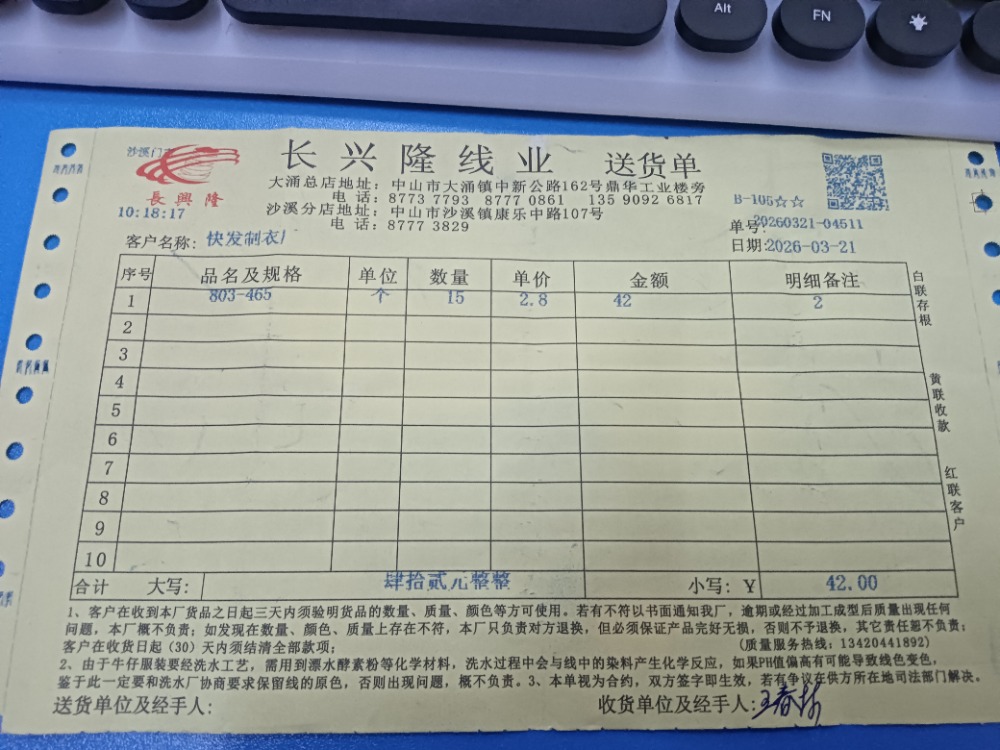 Alt
FN
沙溪门市
長興隆
10:18:17
长兴隆线业 送货单
大涌总店地址：中山市大涌镇中新公路162号鼎华工业楼旁
电 话：8773 7793 8777 0861 135 9092 6817
沙溪分店地址：中山市沙溪镇康乐中路107号
电 话：8777 3829
B-105☆☆
单号：20260321-04511
客户名称：快发制衣厂
日期：2026-03-21
序号 品名及规格 单位 数量 单价 金额 明细备注
1 803-465 个 15 2.8 42 2
2
3
4
5
6
7
8
9
10
合计 大写： 肆拾贰元整整 小写：￥ 42.00
白联存根
黄联收款
红联客户
1、客户在收到本厂货品之日起三天内须验明货品的数量、质量、颜色等方可使用。若有不符以书面通知我厂，逾期或经过加工成型后质量出现任何
问题，本厂概不负责；如发现在数量、颜色、质量上存在不符，本厂只负责对方退换，但必须保证产品完好无损，否则不予退换，其它责任恕不负责；
客户在收货日起（30）天内须结清全部款项； （质量服务热线：13420441892）
2、由于牛仔服装要经洗水工艺，需用到漂水酵素粉等化学材料，洗水过程中会与线中的染料产生化学反应，如果PH值偏高有可能导致线色变色，
鉴于此一定要和洗水厂协商要求保留线的原色，否则出现问题，概不负责。3、本单视为合约，双方签字即生效，若有争议在供方所在地司法部门解决。
送货单位及经手人： 收货单位及经手人：